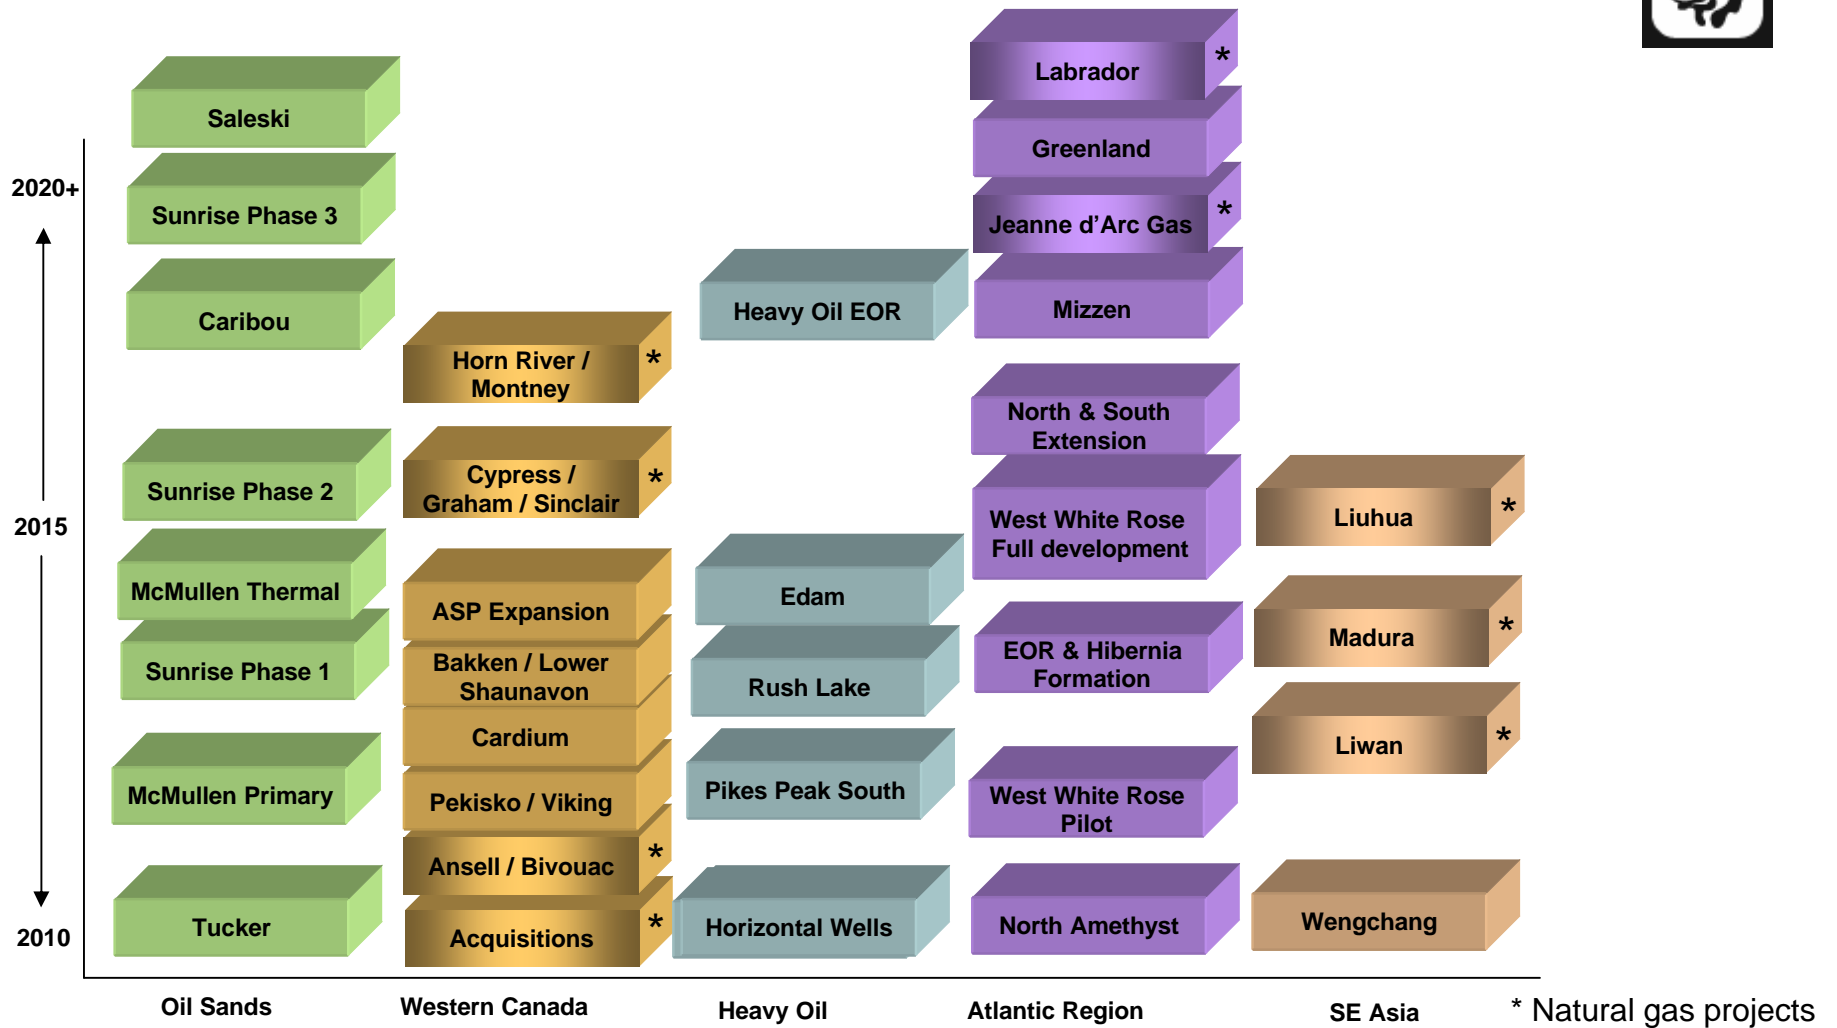 Labrador
*
Saleski
Greenland
2020+
Sunrise Phase 3
Jeanne d'Arc Gas
*
Caribou
Heavy Oil EOR
Mizzen
Horn River /
Montney
*
North & South
Extension
Sunrise Phase 2
Cypress /
Graham / Sinclair
*
West White Rose
Full development
Liuhua
*
2015
McMullen Thermal
ASP Expansion
Edam
Madura
*
Sunrise Phase 1
Bakken / Lower
Shaunavon
Rush Lake
EOR & Hibernia
Formation
Cardium
Liwan
*
McMullen Primary
Pekisko / Viking
Pikes Peak South
West White Rose
Pilot
Ansell / Bivouac
*
Tucker
Acquisitions
*
Horizontal Wells
North Amethyst
Wengchang
2010
Oil Sands
Western Canada
Heavy Oil
Atlantic Region
SE Asia
* Natural gas projects